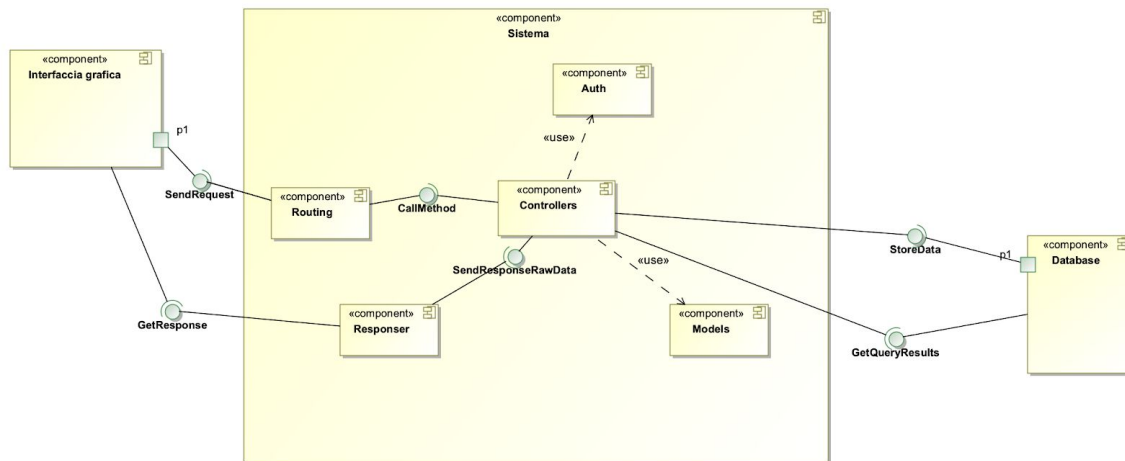 «component»
Sistema
«component»
Interfaccia grafica
«component»
Auth
p1
«use»
SendRequest
«component»
Routing
CallMethod
«component»
Controllers
StoreData
«component»
Database
p1
SendResponseRawData
«use»
GetResponse
«component»
Responser
«component»
Models
GetQueryResults